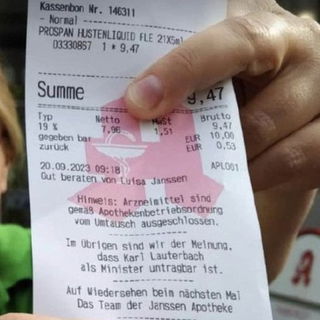 Kassenbon Nr. 146311
- Normal -
PROSPAN HUSTENLIQUID FLE 21X5ml
D3330857 1 * 9,47
Summe 9,47
Typ Netto MwSt Brutto
19 % 7,96 1,51 9,47
gegeben bar EUR 10,00
zurück EUR 0,53
20.09.2023 09:18 APL001
Gut beraten von Luisa Janssen
Hinweis: Arzneimittel sind
gemäß Apothekenbetriebsordnung
vom Umtausch ausgeschlossen.
Im Übrigen sind wir der Meinung,
dass Karl Lauterbach
als Minister untragbar ist.
Auf Wiedersehen beim nächsten Mal
Das Team der Janssen Apotheke